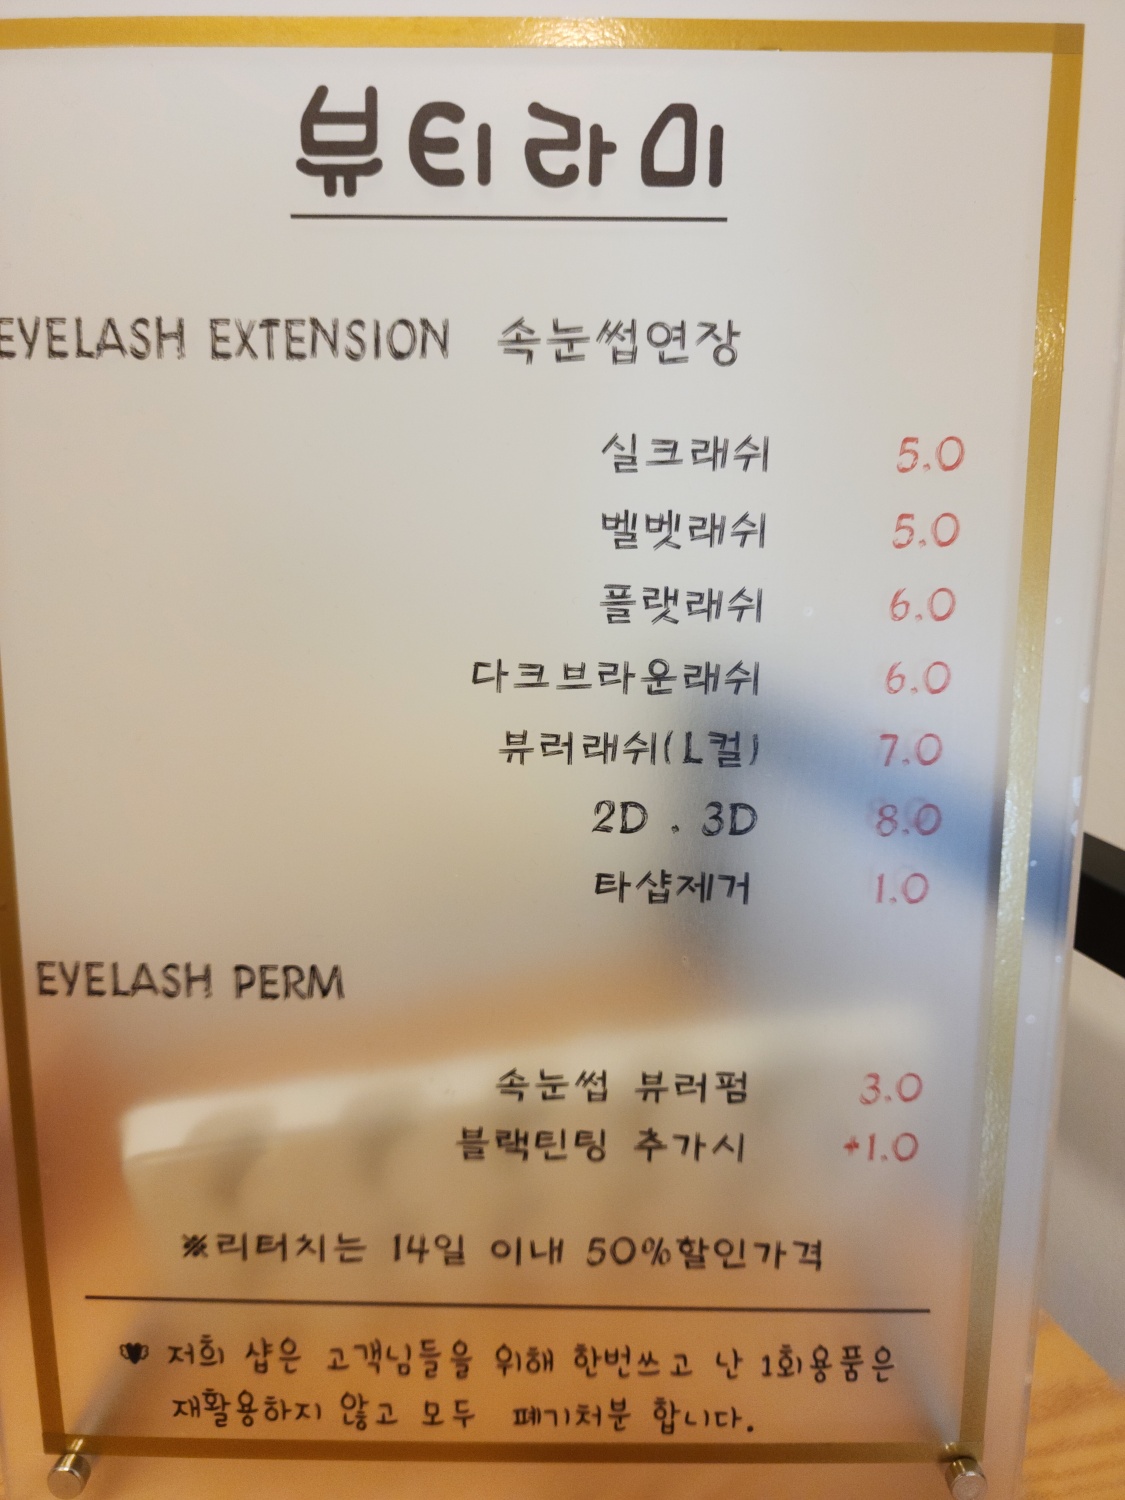 뷰티라미
EYELASH EXTENSION 속눈썹연장
실크래쉬 5.0
벨벳래쉬 5.0
플랫래쉬 6.0
다크브라운래쉬 6.0
뷰러래쉬(L컬) 7.0
2D . 3D 8.0
타샵제거 1.0
EYELASH PERM
속눈썹 뷰러펌 3.0
블랙틴팅 추가시 +1.0
※리터치는 14일 이내 50%할인가격
저희 샵은 고객님들을 위해 한번쓰고 난 1회용품은
재활용하지 않고 모두 폐기처분 합니다.